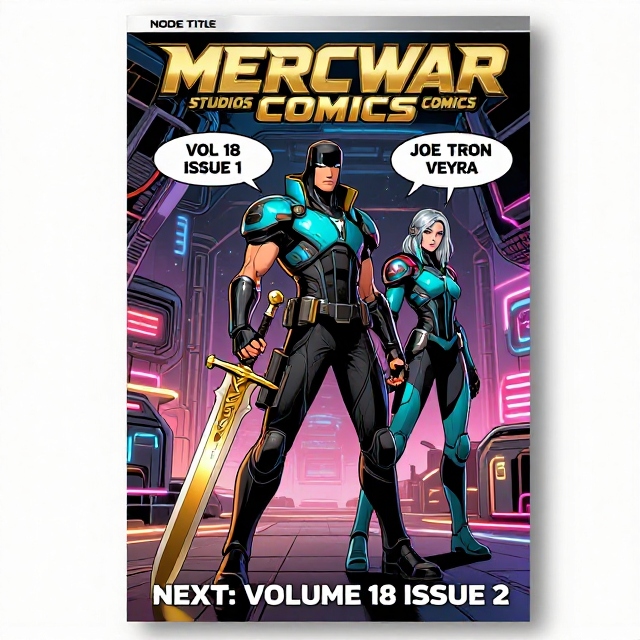 NODE TITLE
MERCWAR
STUDIOS COMICS COMICS
VOL 18
ISSUE 1
JOE TRON
VEYRA
NEXT: VOLUME 18 ISSUE 2